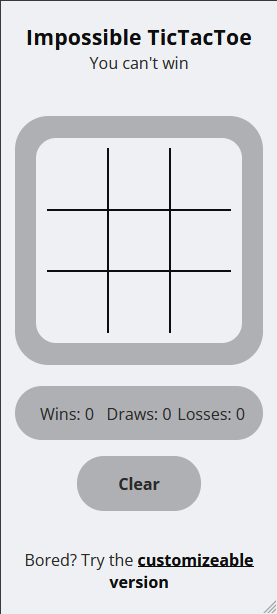 Impossible TicTacToe
You can't win
Wins: 0 Draws: 0 Losses: 0
Clear
Bored? Try the customizeable
version